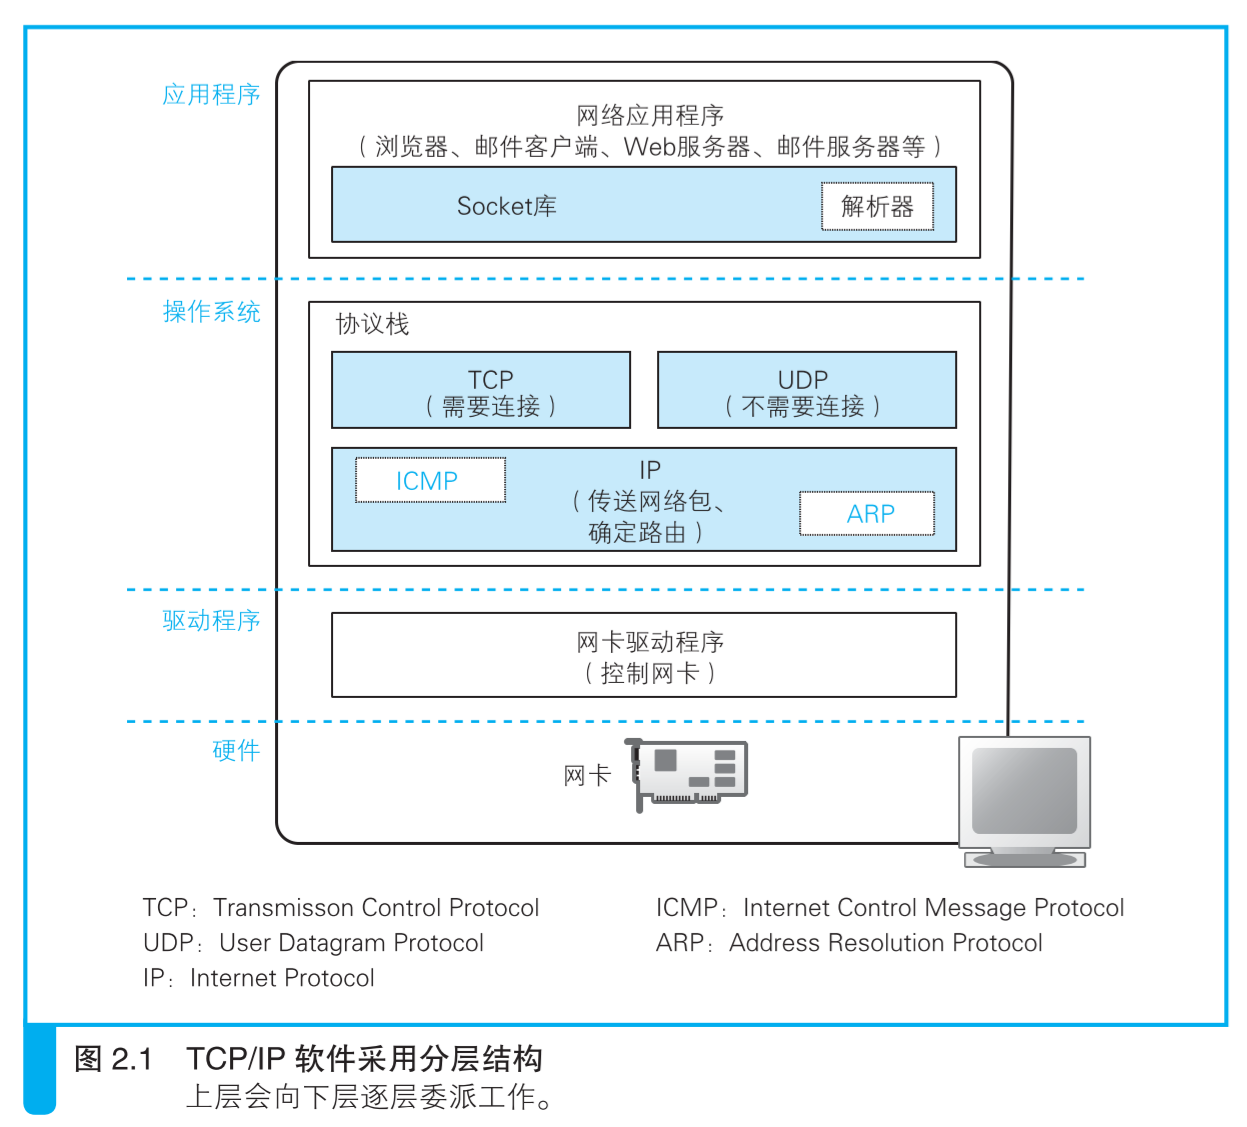 应用程序
网络应用程序
（浏览器、邮件客户端、Web服务器、邮件服务器等）
Socket库
解析器
操作系统
协议栈
TCP
（需要连接）
UDP
（不需要连接）
ICMP
IP
（传送网络包、
确定路由）
ARP
驱动程序
网卡驱动程序
（控制网卡）
硬件
网卡
TCP：Transmisson Control Protocol
UDP：User Datagram Protocol
IP：Internet Protocol
ICMP：Internet Control Message Protocol
ARP：Address Resolution Protocol
图 2.1 TCP/IP 软件采用分层结构
上层会向下层逐层委派工作。